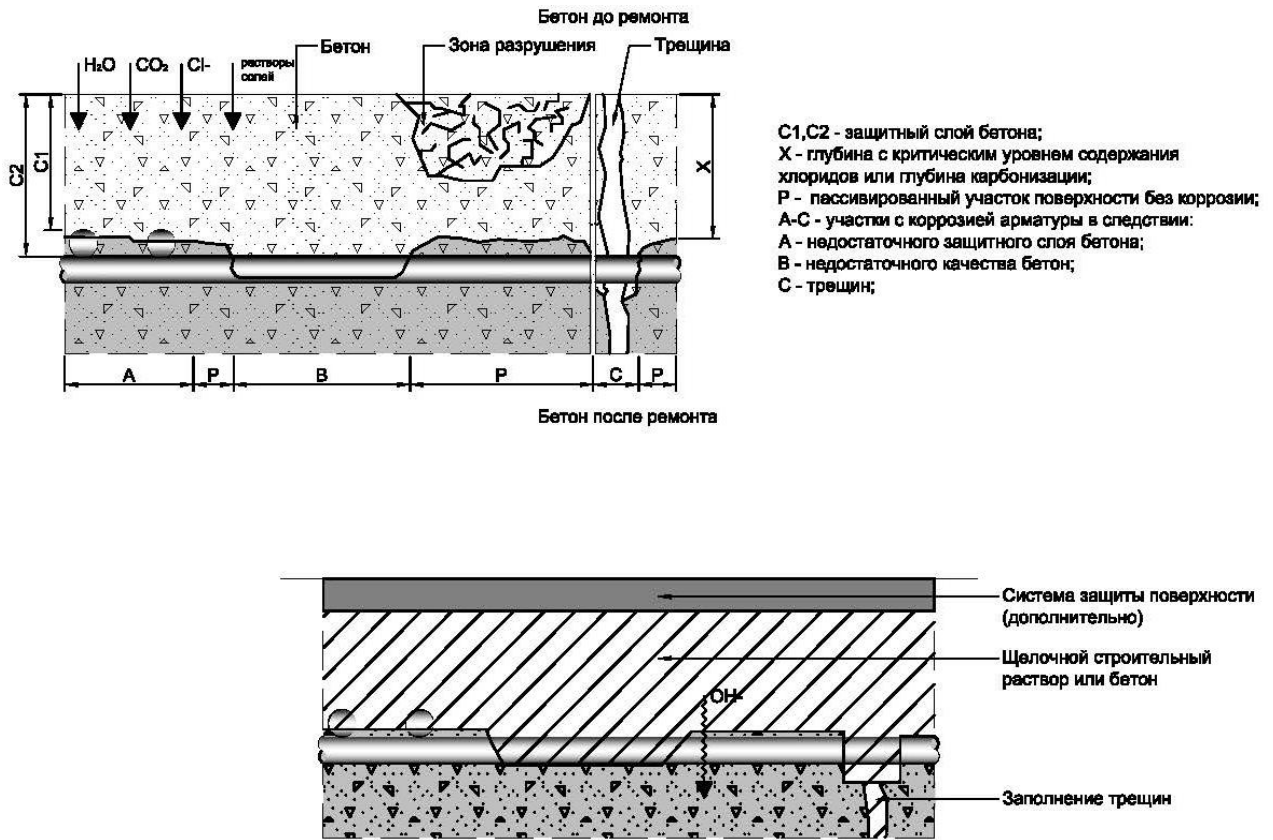 Бетон до ремонта
Бетон
Зона разрушения
Трещина
H₂O
CO₂
Cl-
растворы
солей
C2
C1
X
C1,C2 - защитный слой бетона;
X - глубина с критическим уровнем содержания
хлоридов или глубина карбонизации;
P - пассивированный участок поверхности без коррозии;
A-C - участки с коррозией арматуры в следствии:
A - недостаточного защитного слоя бетона;
B - недостаточного качества бетон;
C - трещин;
A
P
B
P
C
P
Бетон после ремонта
Система защиты поверхности
(дополнительно)
Щелочной строительный
раствор или бетон
OH-
Заполнение трещин